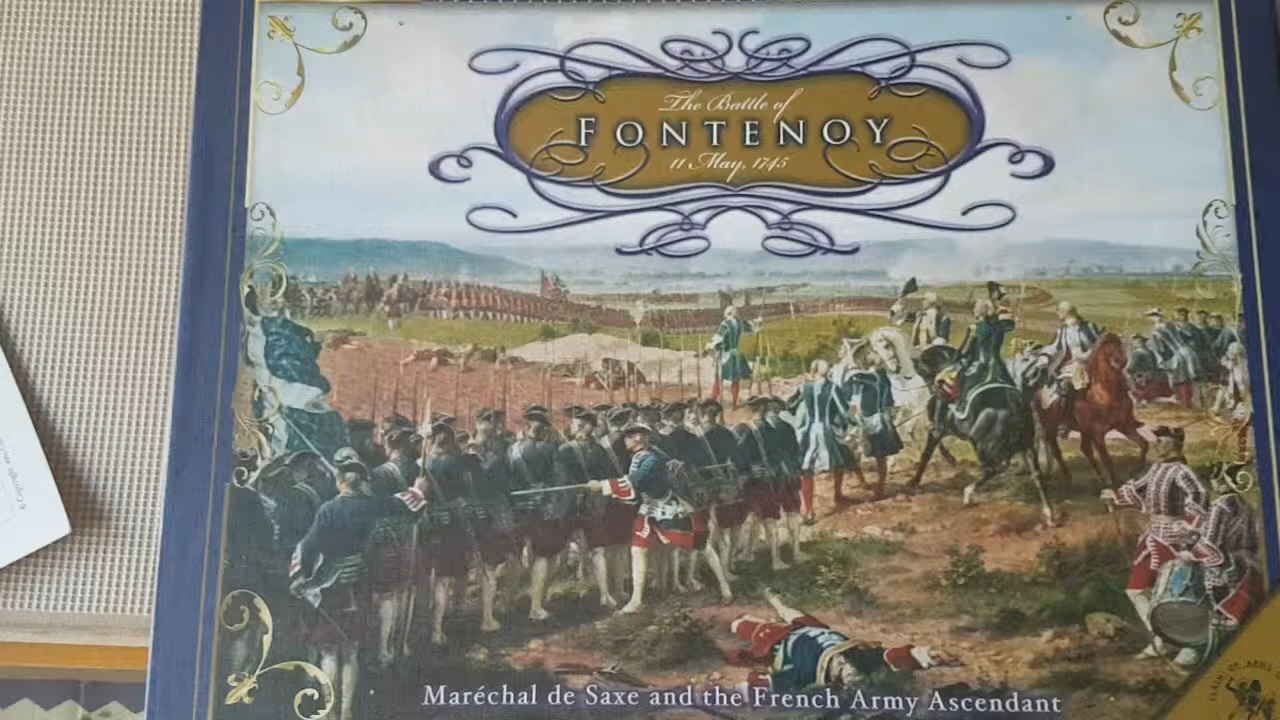 The Battle of
FONTENOY
11 May, 1745
Maréchal de Saxe and the French Army Ascendant